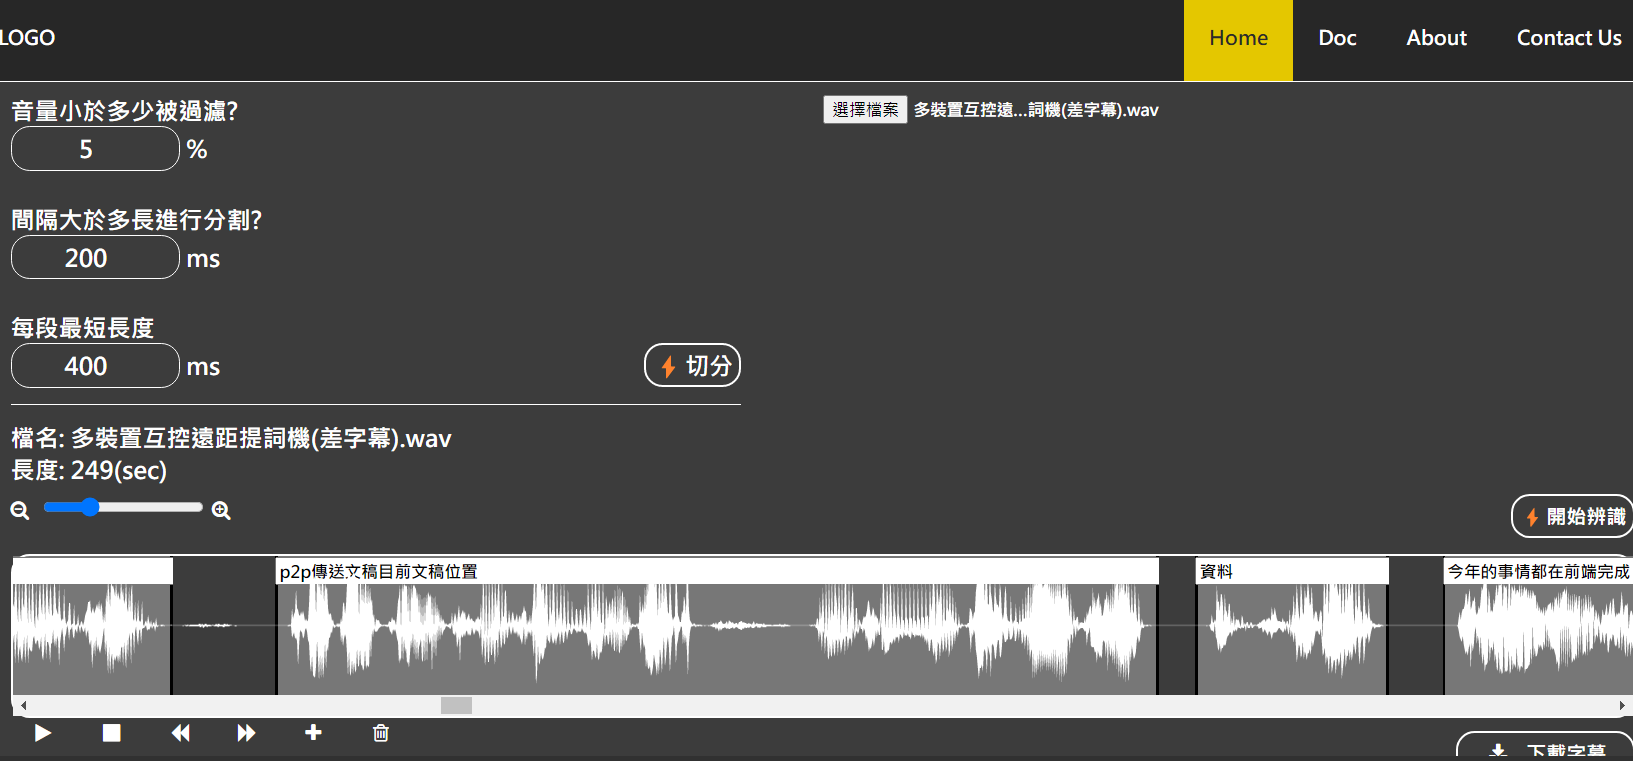 LOGO
Home
Doc
About
Contact Us
音量小於多少被過濾?
5 %
選擇檔案 多裝置互控遠...詞機(差字幕).wav
間隔大於多長進行分割?
200 ms
每段最短長度
400 ms
切分
檔名: 多裝置互控遠距提詞機(差字幕).wav
長度: 249(sec)
開始辨識
p2p傳送文稿目前文稿位置
資料
今年的事情都在前端完成
下載字幕